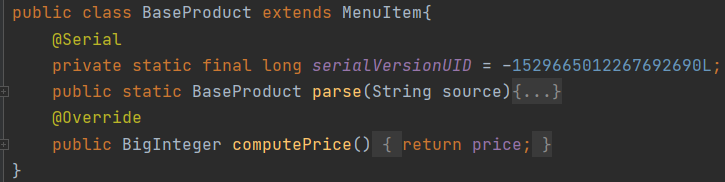 public class BaseProduct extends MenuItem{
@Serial
private static final long serialVersionUID = -1529665012267692690L;
public static BaseProduct parse(String source){...}
@Override
public BigInteger computePrice() { return price; }
}